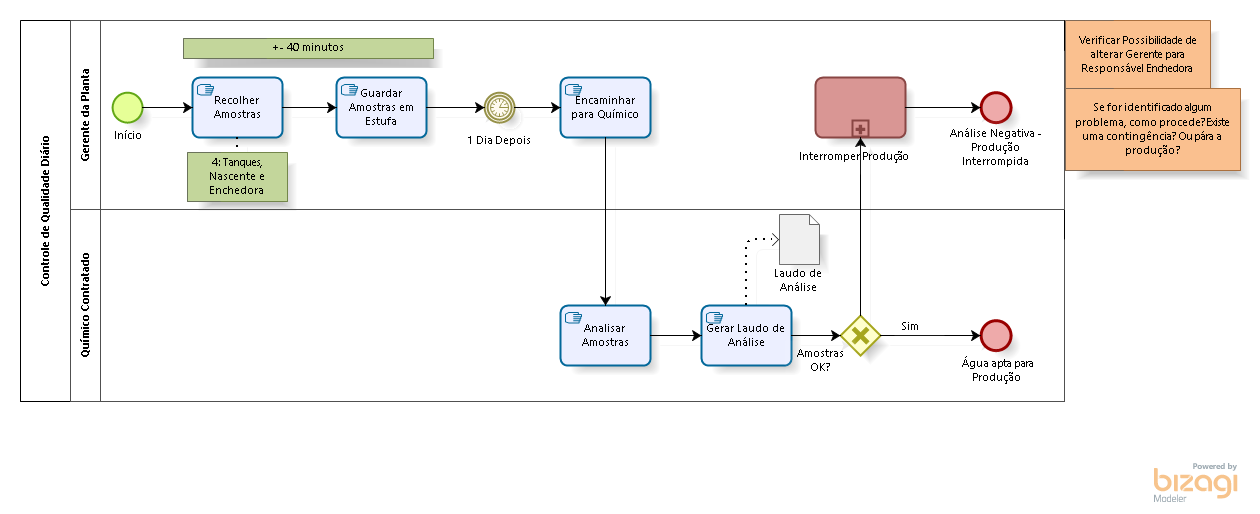 Controle de Qualidade Diário
Gerente da Planta
+- 40 minutos
Início
Recolher
Amostras
4: Tanques,
Nascente e
Enchedora
Guardar
Amostras em
Estufa
1 Dia Depois
Encaminhar
para Químico
Interromper Produção
Análise Negativa -
Produção
Interrompida
Verificar Possibilidade de
alterar Gerente para
Responsável Enchedora
Se for identificado algum
problema, como procede?Existe
uma contingência? Ou pára a
produção?
Químico Contratado
Analisar
Amostras
Gerar Laudo de
Análise
Laudo de
Análise
Amostras
OK?
Sim
Água apta para
Produção
Powered by
bizagi
Modeler